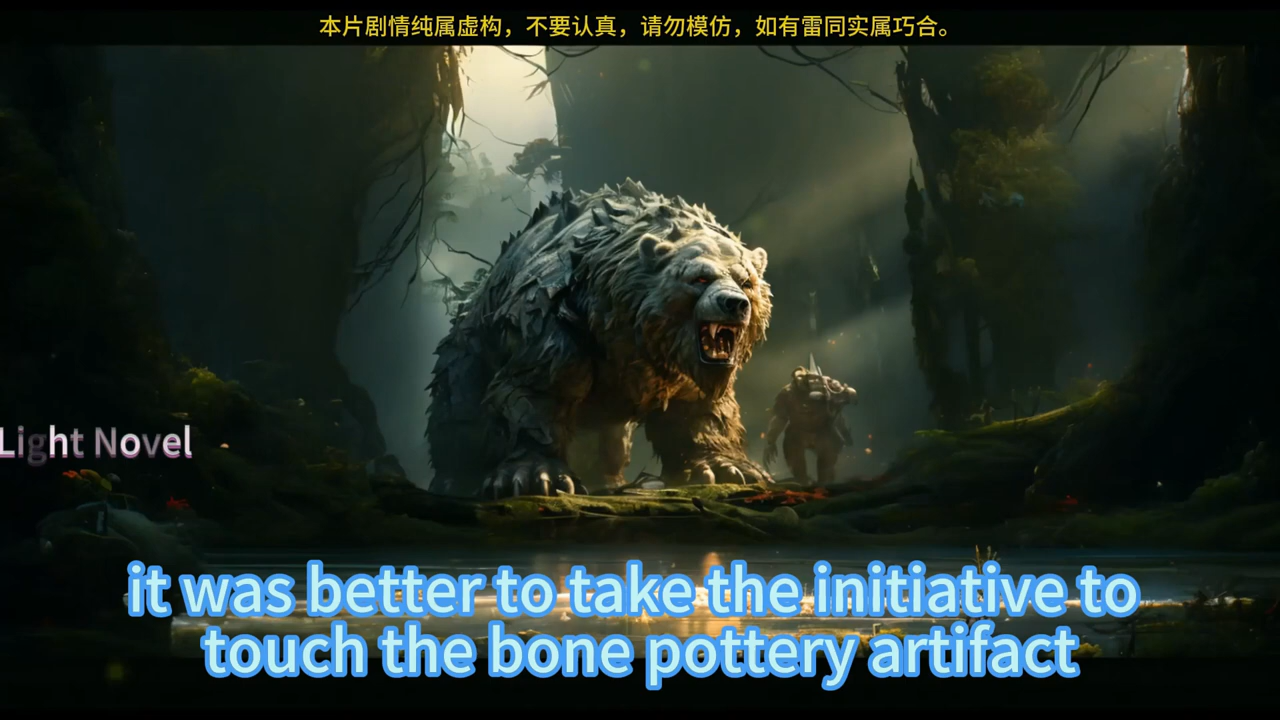 本片剧情纯属虚构，不要认真，请勿模仿，如有雷同实属巧合。
Light Novel
it was better to take the initiative to
touch the bone pottery artifact